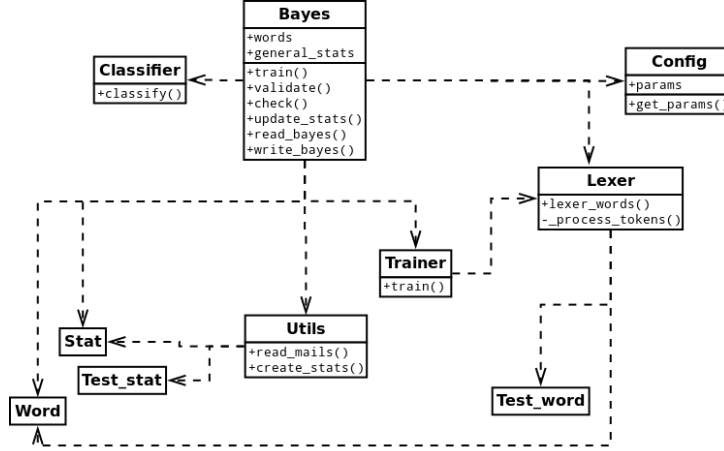 Bayes
+words
+general_stats
+train()
+validate()
+check()
+update_stats()
+read_bayes()
+write_bayes()
Classifier
+classify()
Config
+params
+get_params()
Lexer
+lexer_words()
-_process_tokens()
Trainer
+train()
Utils
+read_mails()
+create_stats()
Stat
Test_stat
Word
Test_word